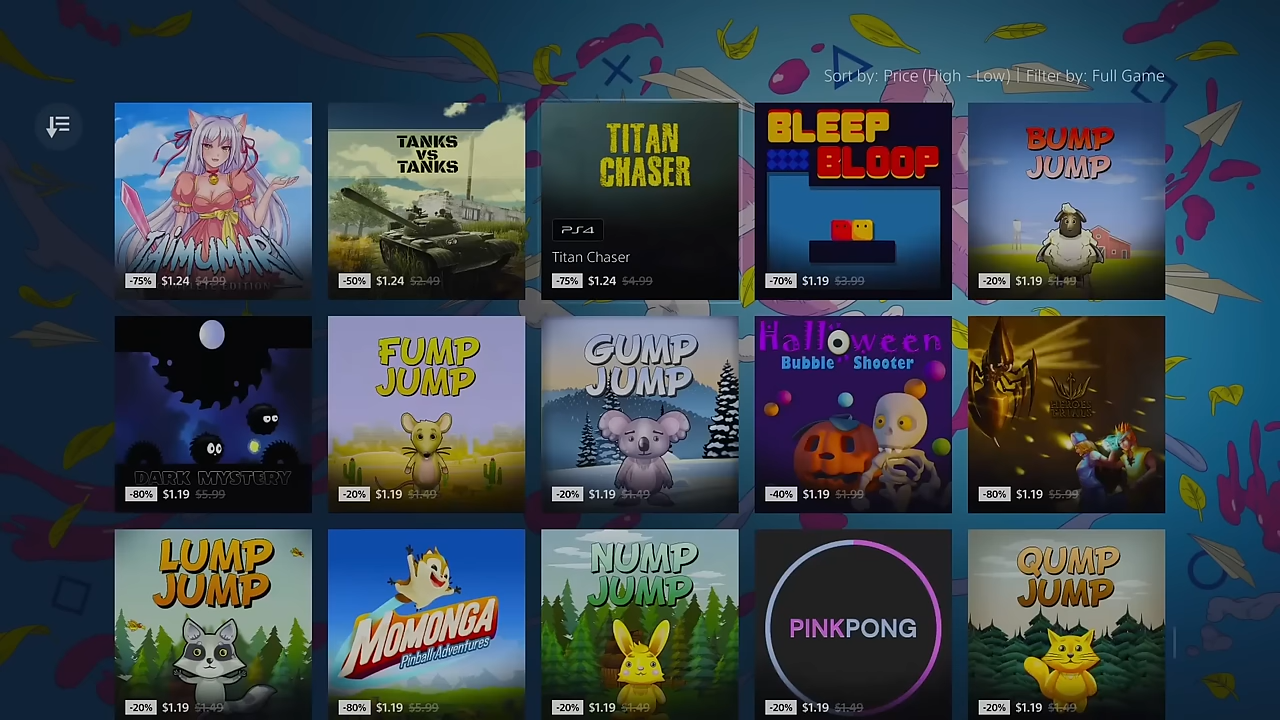 Sort by: Price (High - Low) | Filter by: Full Game
TAIMUMARI
EDITION
-75% $1.24 $4.99
TANKS
VS
TANKS
-50% $1.24 $2.49
TITAN
CHASER
PS4
Titan Chaser
-75% $1.24 $4.99
BLEEP
BLOOP
-70% $1.19 $3.99
BUMP
JUMP
-20% $1.19 $1.49
DARK MYSTERY
-80% $1.19 $5.99
FUMP
JUMP
-20% $1.19 $1.49
GUMP
JUMP
-20% $1.19 $1.49
Halloween
Bubble Shooter
-40% $1.19 $1.99
HEROES
TRIALS
-80% $1.19 $5.99
LUMP
JUMP
-20% $1.19 $1.49
MOMONGA
Pinball Adventures
-80% $1.19 $5.99
NUMP
JUMP
-20% $1.19 $1.49
PINKPONG
-20% $1.19 $1.49
QUMP
JUMP
-20% $1.19 $1.49